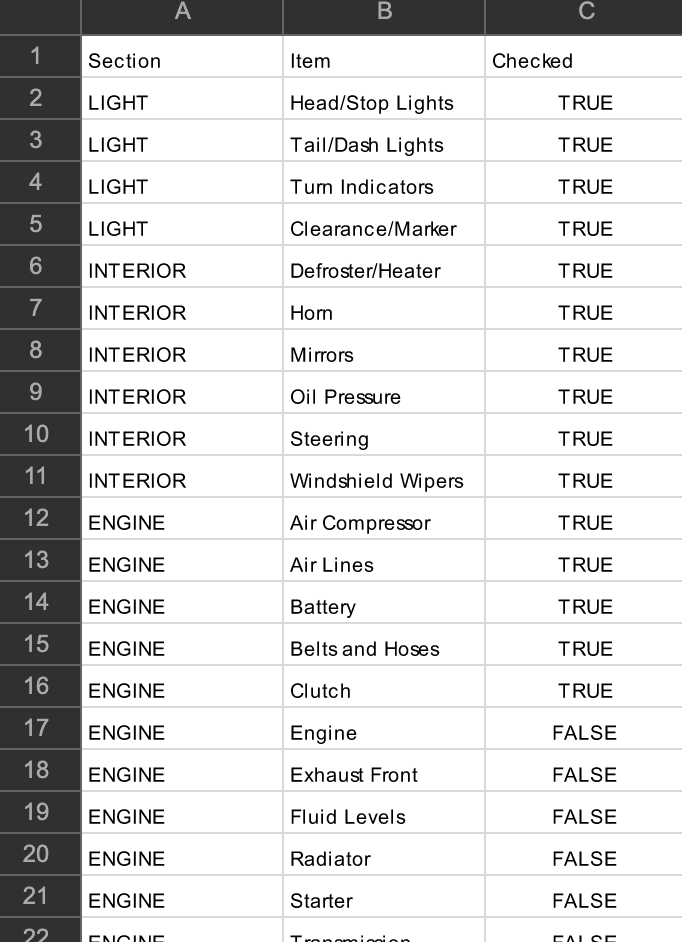 A B C
1 Section Item Checked
2 LIGHT Head/Stop Lights TRUE
3 LIGHT Tail/Dash Lights TRUE
4 LIGHT Turn Indicators TRUE
5 LIGHT Clearance/Marker TRUE
6 INTERIOR Defroster/Heater TRUE
7 INTERIOR Horn TRUE
8 INTERIOR Mirrors TRUE
9 INTERIOR Oil Pressure TRUE
10 INTERIOR Steering TRUE
11 INTERIOR Windshield Wipers TRUE
12 ENGINE Air Compressor TRUE
13 ENGINE Air Lines TRUE
14 ENGINE Battery TRUE
15 ENGINE Belts and Hoses TRUE
16 ENGINE Clutch TRUE
17 ENGINE Engine FALSE
18 ENGINE Exhaust Front FALSE
19 ENGINE Fluid Levels FALSE
20 ENGINE Radiator FALSE
21 ENGINE Starter FALSE
22 ENGINE Transmission FALSE